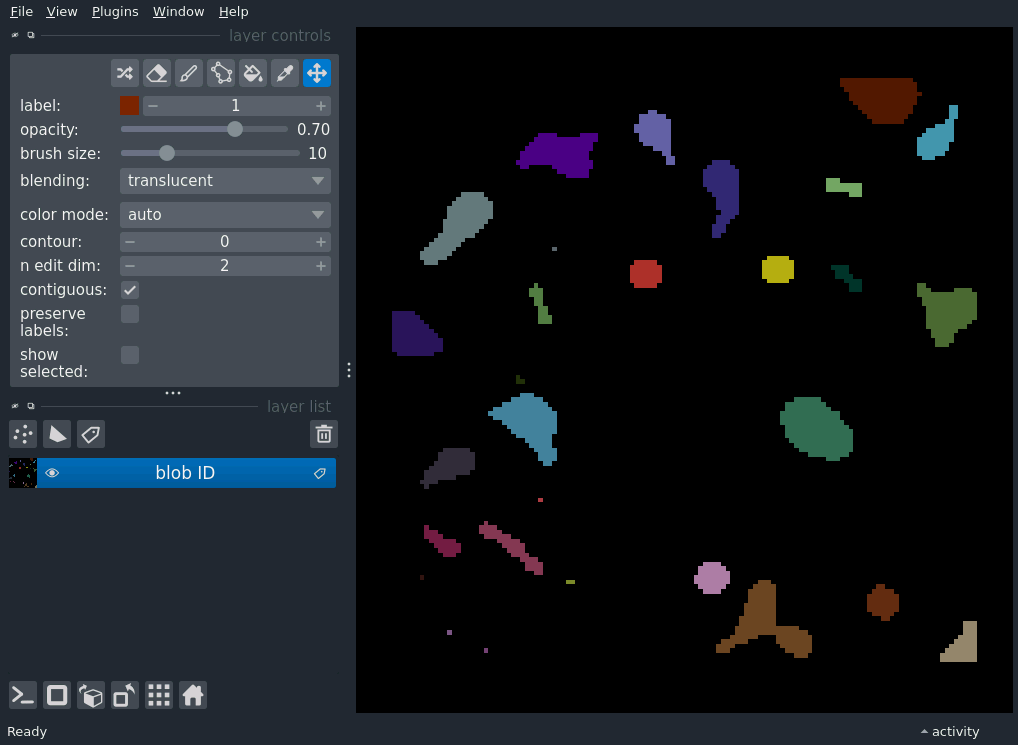 File View Plugins Window Help
layer controls
label: 1
opacity: 0.70
brush size: 10
blending: translucent
color mode: auto
contour: 0
n edit dim: 2
contiguous:
preserve
labels:
show
selected:
layer list
blob ID
Ready
activity